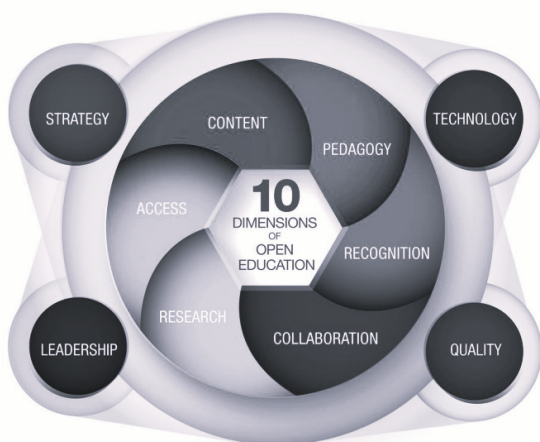 STRATEGY
TECHNOLOGY
CONTENT
PEDAGOGY
ACCESS
10
DIMENSIONS
OF
OPEN
EDUCATION
RECOGNITION
RESEARCH
COLLABORATION
LEADERSHIP
QUALITY